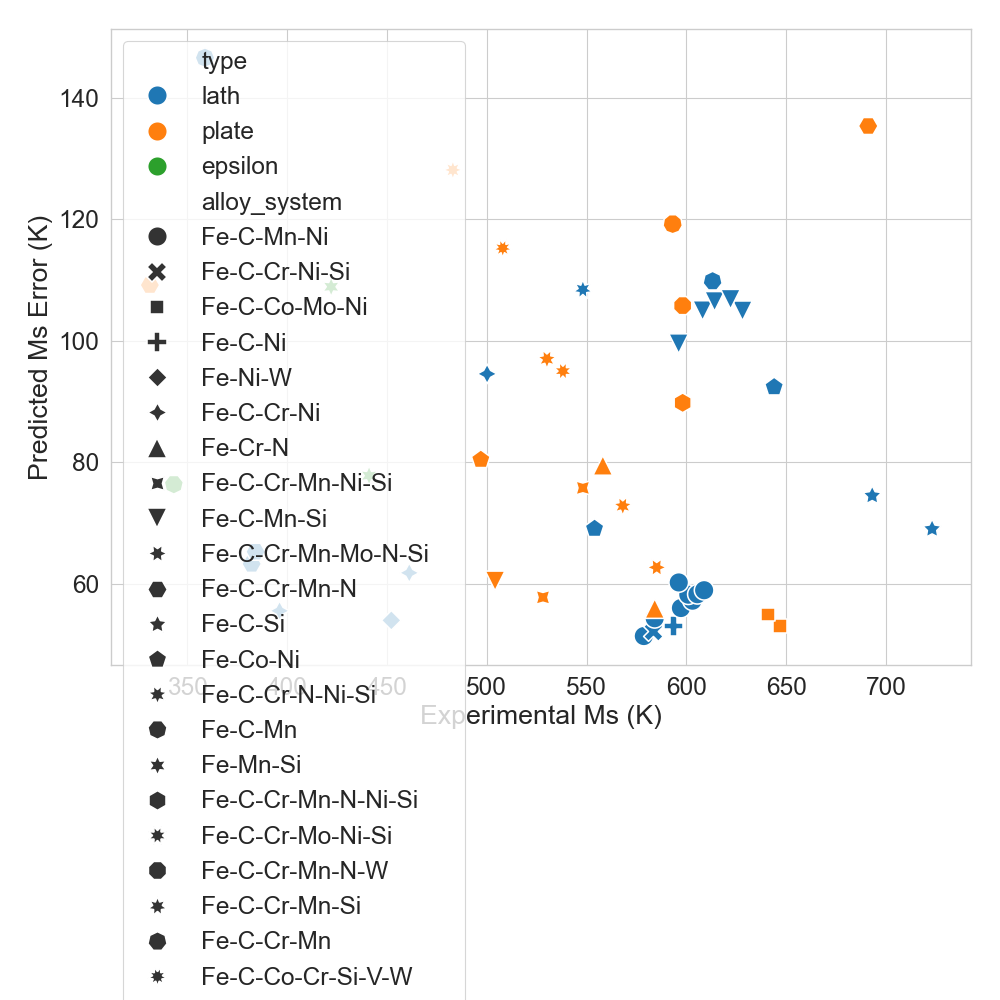 Predicted Ms Error (K)
140
120
100
80
60
350
400
450
500
550
600
650
700
Experimental Ms (K)
type
lath
plate
epsilon
alloy_system
Fe-C-Mn-Ni
Fe-C-Cr-Ni-Si
Fe-C-Co-Mo-Ni
Fe-C-Ni
Fe-Ni-W
Fe-C-Cr-Ni
Fe-Cr-N
Fe-C-Cr-Mn-Ni-Si
Fe-C-Mn-Si
Fe-C-Cr-Mn-Mo-N-Si
Fe-C-Cr-Mn-N
Fe-C-Si
Fe-Co-Ni
Fe-C-Cr-N-Ni-Si
Fe-C-Mn
Fe-Mn-Si
Fe-C-Cr-Mn-N-Ni-Si
Fe-C-Cr-Mo-Ni-Si
Fe-C-Cr-Mn-N-W
Fe-C-Cr-Mn-Si
Fe-C-Cr-Mn
Fe-C-Co-Cr-Si-V-W